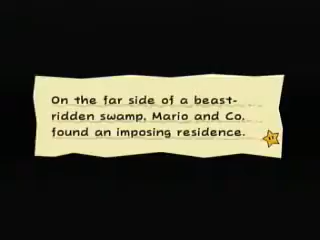 On the far side of a beast-
ridden swamp, Mario and Co.
found an imposing residence.